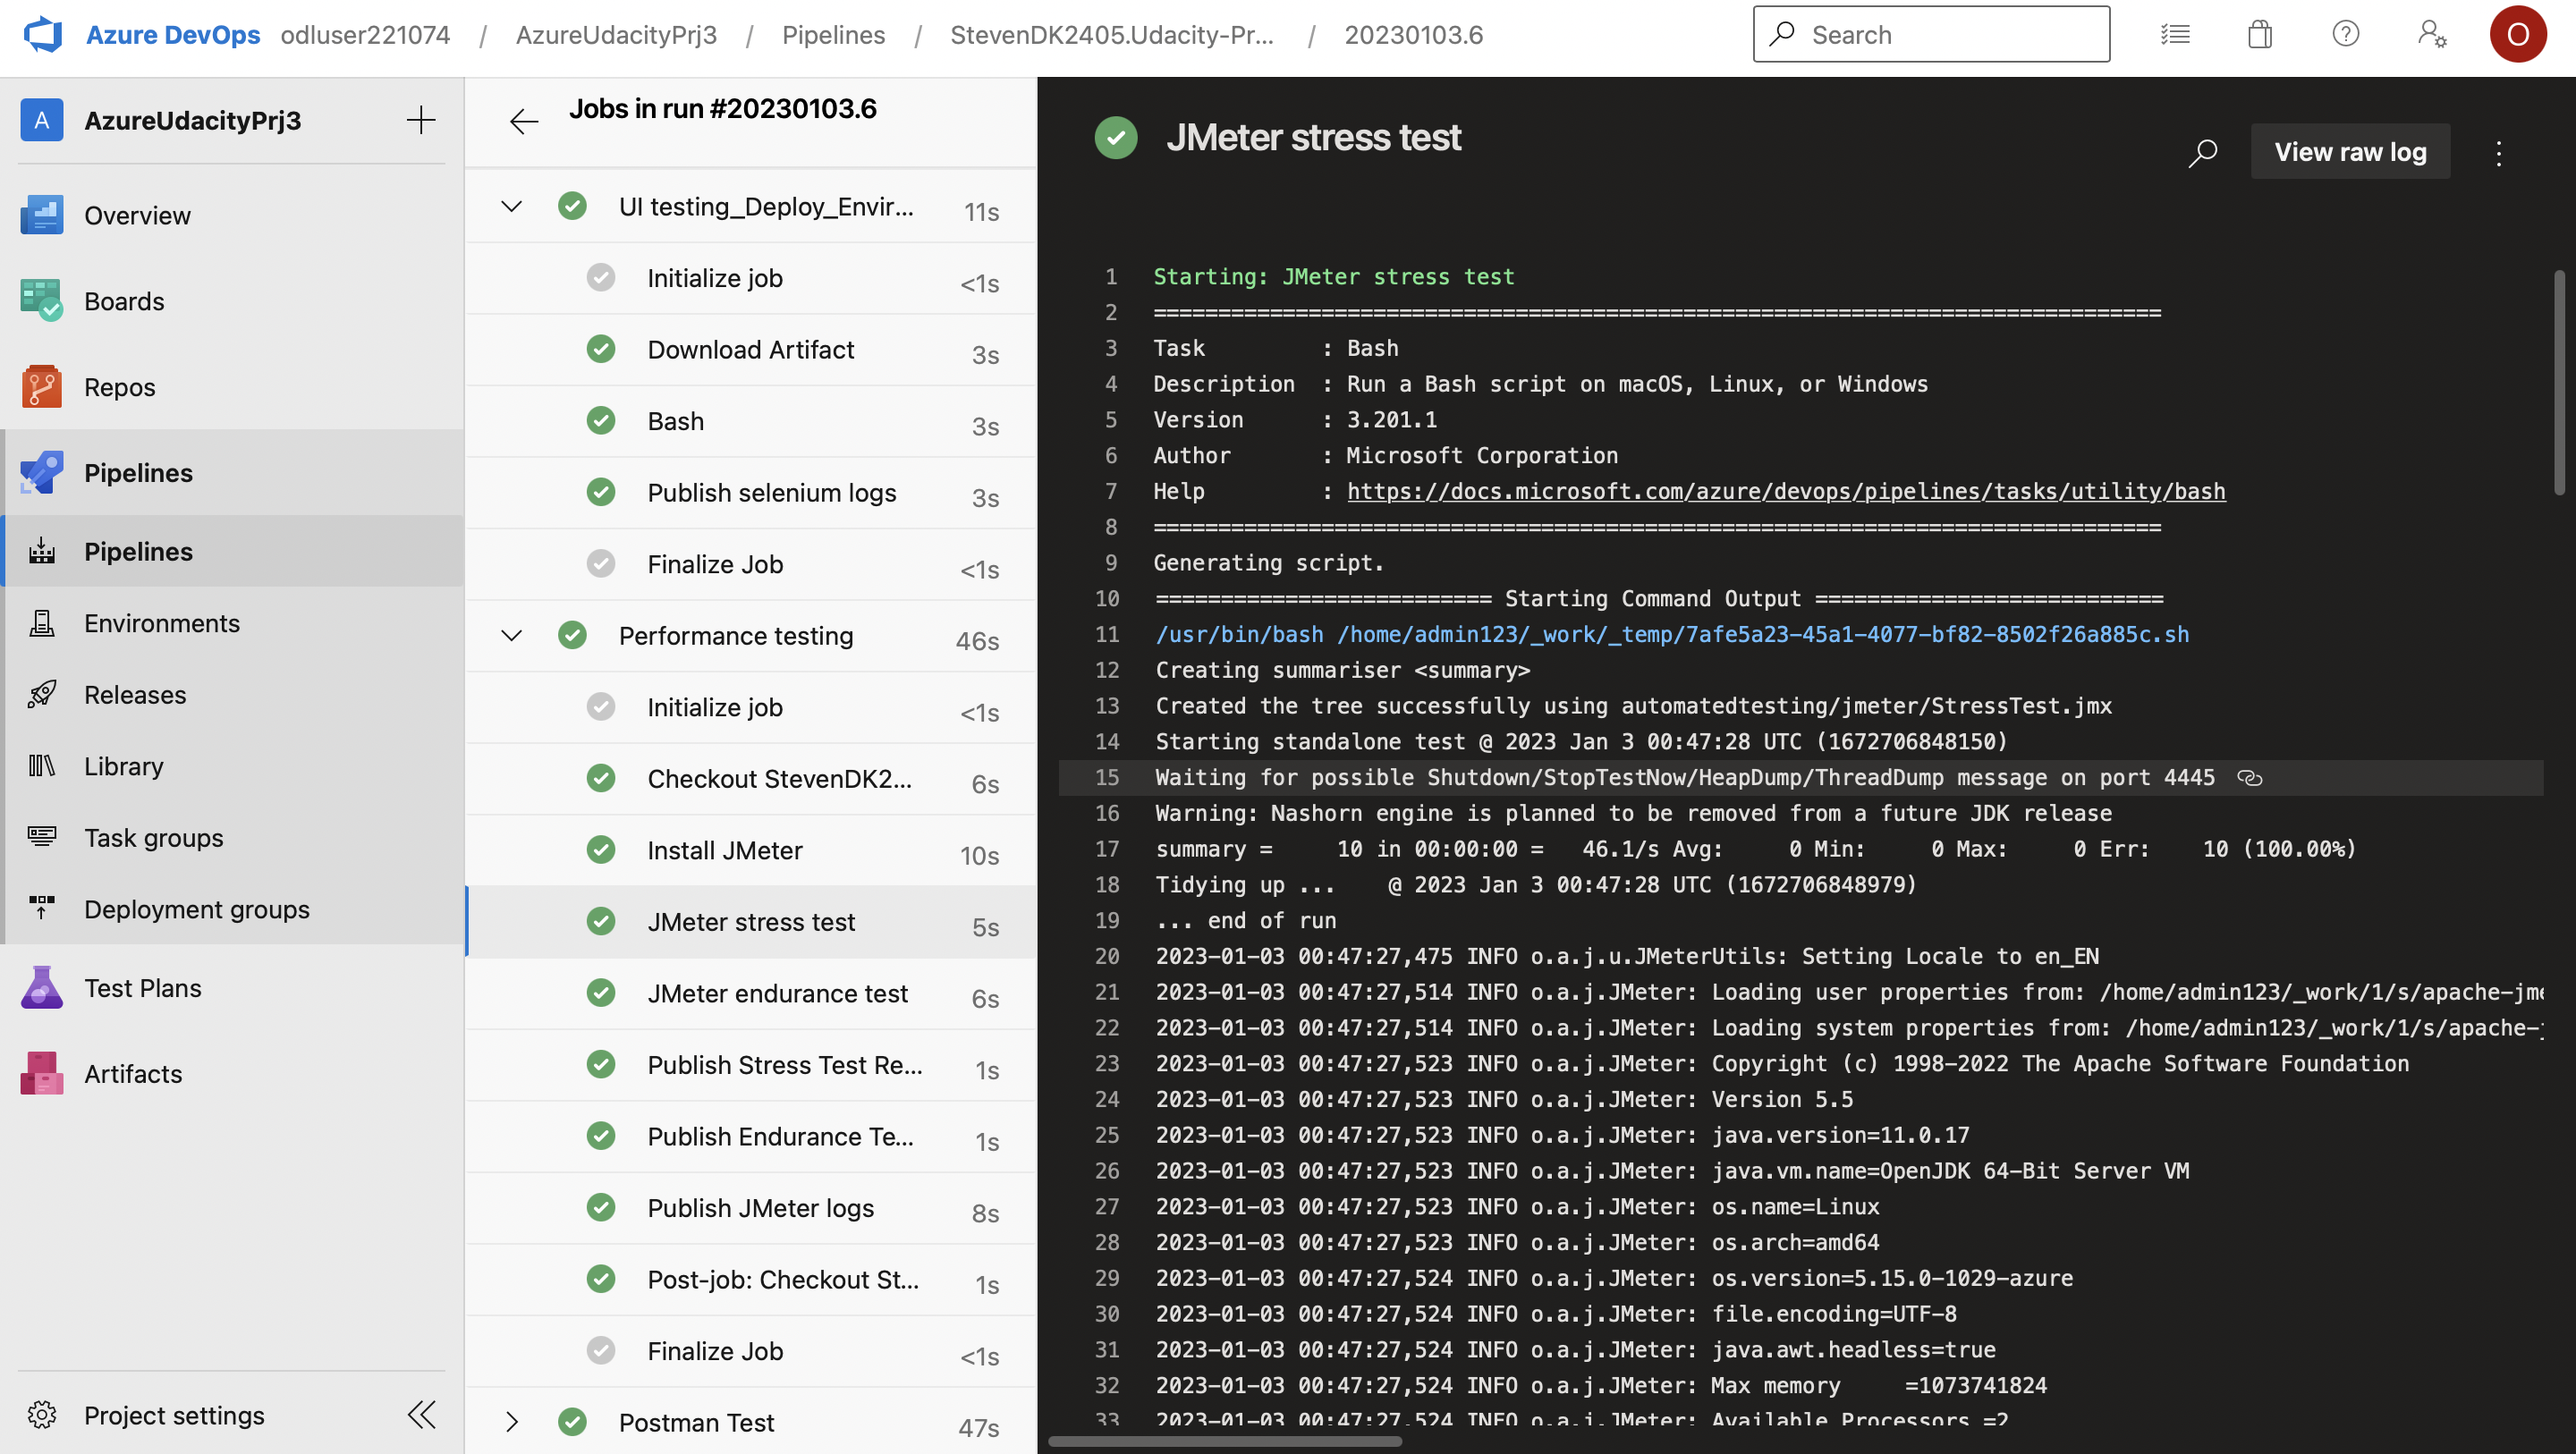 Azure DevOps odluser221074 / AzureUdacityPrj3 / Pipelines / StevenDK2405.Udacity-Pr... / 20230103.6
Search
O
A AzureUdacityPrj3
Overview
Boards
Repos
Pipelines
Pipelines
Environments
Releases
Library
Task groups
Deployment groups
Test Plans
Artifacts
Project settings
Jobs in run #20230103.6
UI testing_Deploy_Envir... 11s
Initialize job <1s
Download Artifact 3s
Bash 3s
Publish selenium logs 3s
Finalize Job <1s
Performance testing 46s
Initialize job <1s
Checkout StevenDK2... 6s
Install JMeter 10s
JMeter stress test 5s
JMeter endurance test 6s
Publish Stress Test Re... 1s
Publish Endurance Te... 1s
Publish JMeter logs 8s
Post-job: Checkout St... 1s
Finalize Job <1s
Postman Test 47s
JMeter stress test
View raw log
1 Starting: JMeter stress test
2 ==============================================================================
3 Task         : Bash
4 Description  : Run a Bash script on macOS, Linux, or Windows
5 Version      : 3.201.1
6 Author       : Microsoft Corporation
7 Help         : https://docs.microsoft.com/azure/devops/pipelines/tasks/utility/bash
8 ==============================================================================
9 Generating script.
10 ========================== Starting Command Output ===========================
11 /usr/bin/bash /home/admin123/_work/_temp/7afe5a23-45a1-4077-bf82-8502f26a885c.sh
12 Creating summariser <summary>
13 Created the tree successfully using automatedtesting/jmeter/StressTest.jmx
14 Starting standalone test @ 2023 Jan 3 00:47:28 UTC (1672706848150)
15 Waiting for possible Shutdown/StopTestNow/HeapDump/ThreadDump message on port 4445
16 Warning: Nashorn engine is planned to be removed from a future JDK release
17 summary =     10 in 00:00:00 =   46.1/s Avg:     0 Min:     0 Max:     0 Err:    10 (100.00%)
18 Tidying up ...    @ 2023 Jan 3 00:47:28 UTC (1672706848979)
19 ... end of run
20 2023-01-03 00:47:27,475 INFO o.a.j.u.JMeterUtils: Setting Locale to en_EN
21 2023-01-03 00:47:27,514 INFO o.a.j.JMeter: Loading user properties from: /home/admin123/_work/1/s/apache-jme
22 2023-01-03 00:47:27,514 INFO o.a.j.JMeter: Loading system properties from: /home/admin123/_work/1/s/apache-j
23 2023-01-03 00:47:27,523 INFO o.a.j.JMeter: Copyright (c) 1998-2022 The Apache Software Foundation
24 2023-01-03 00:47:27,523 INFO o.a.j.JMeter: Version 5.5
25 2023-01-03 00:47:27,523 INFO o.a.j.JMeter: java.version=11.0.17
26 2023-01-03 00:47:27,523 INFO o.a.j.JMeter: java.vm.name=OpenJDK 64-Bit Server VM
27 2023-01-03 00:47:27,523 INFO o.a.j.JMeter: os.name=Linux
28 2023-01-03 00:47:27,523 INFO o.a.j.JMeter: os.arch=amd64
29 2023-01-03 00:47:27,524 INFO o.a.j.JMeter: os.version=5.15.0-1029-azure
30 2023-01-03 00:47:27,524 INFO o.a.j.JMeter: file.encoding=UTF-8
31 2023-01-03 00:47:27,524 INFO o.a.j.JMeter: java.awt.headless=true
32 2023-01-03 00:47:27,524 INFO o.a.j.JMeter: Max memory     =1073741824
33 2023-01-03 00:47:27,524 INFO o.a.j.JMeter: Available Processors =2